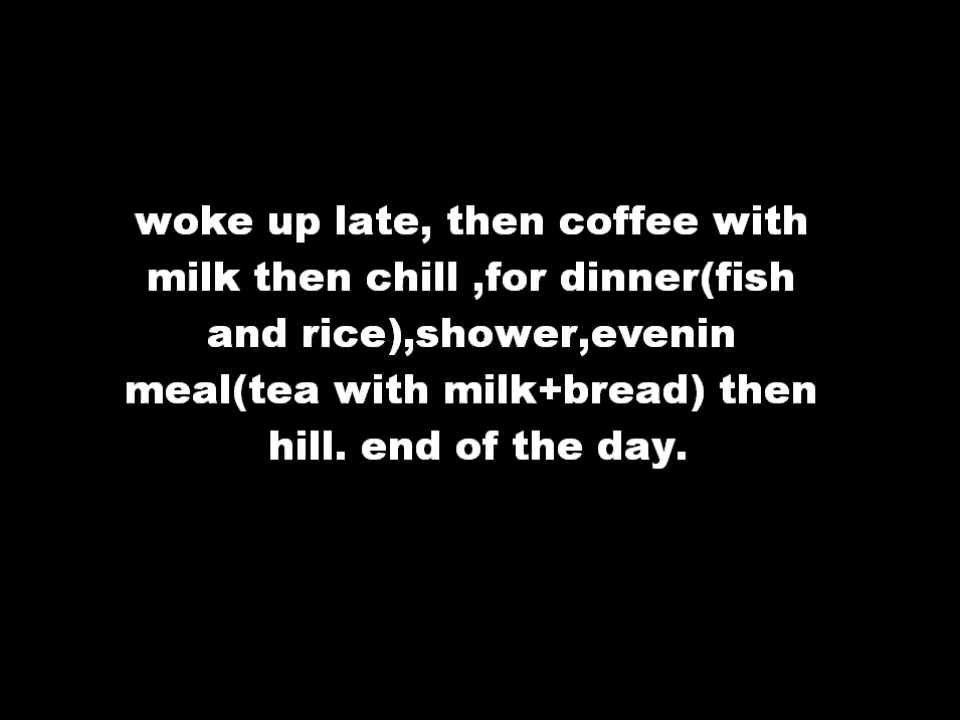 woke up late, then coffee with
milk then chill ,for dinner(fish
and rice),shower,evenin
meal(tea with milk+bread) then
hill. end of the day.